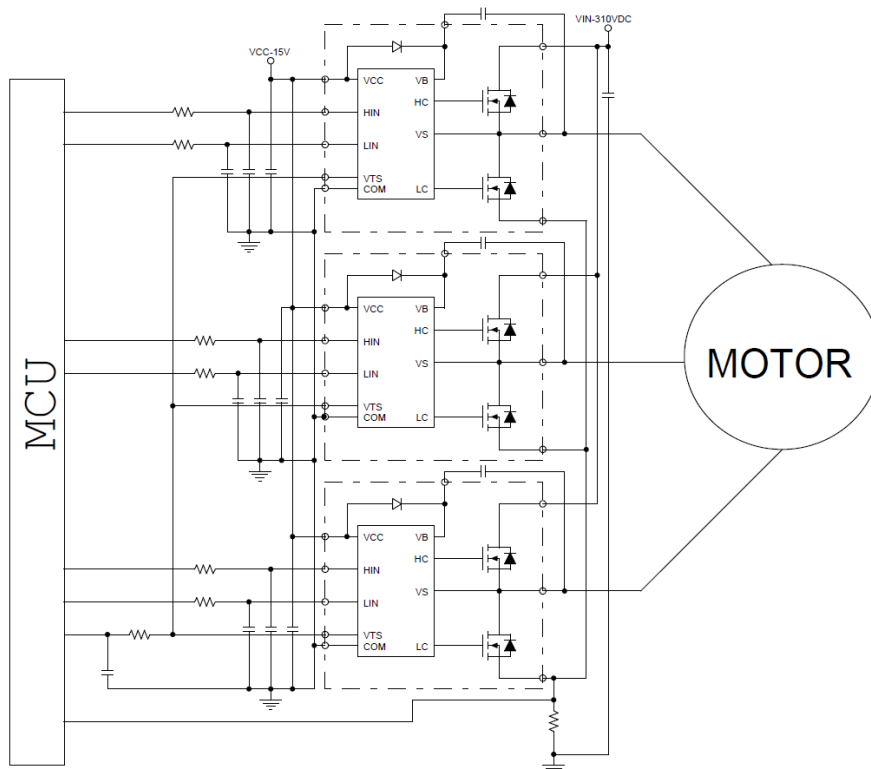 VIN-310VDC
VCC-15V
VCC VB
HIN HC
LIN VS
VTS
COM LC
VCC VB
HIN HC
LIN VS
VTS
COM LC
VCC VB
HIN HC
LIN VS
VTS
COM LC
MCU
MOTOR